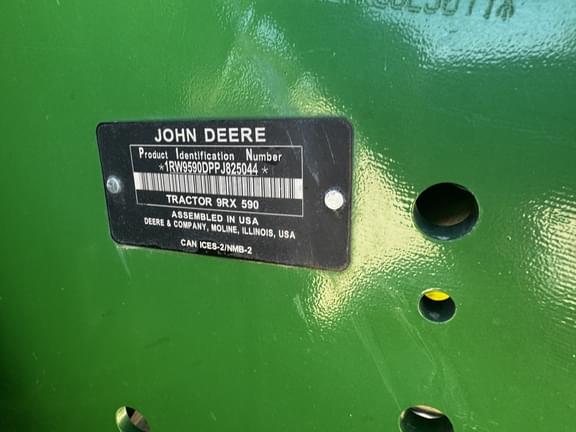 JOHN DEERE
Product Identification Number
*1RW9590DPPJ825044*
TRACTOR 9RX 590
ASSEMBLED IN USA
DEERE & COMPANY, MOLINE, ILLINOIS, USA
CAN ICES-2/NMB-2